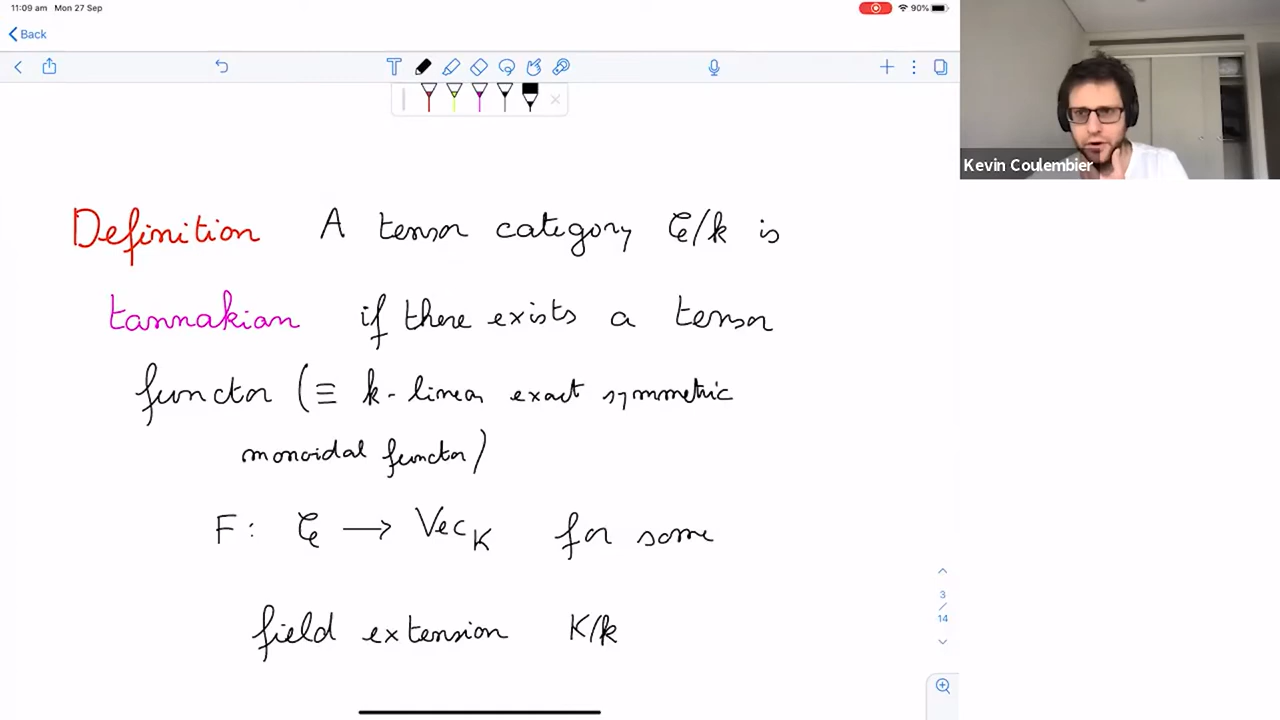 11:09 am Mon 27 Sep
90%
Back
Kevin Coulembier
Definition A tensor category 𝒞/k is
tannakian if there exists a tensor
functor (≡ k-linear exact symmetric
monoidal functor)
F: 𝒞 → Vec_K for some
field extension K/k
3
/
14